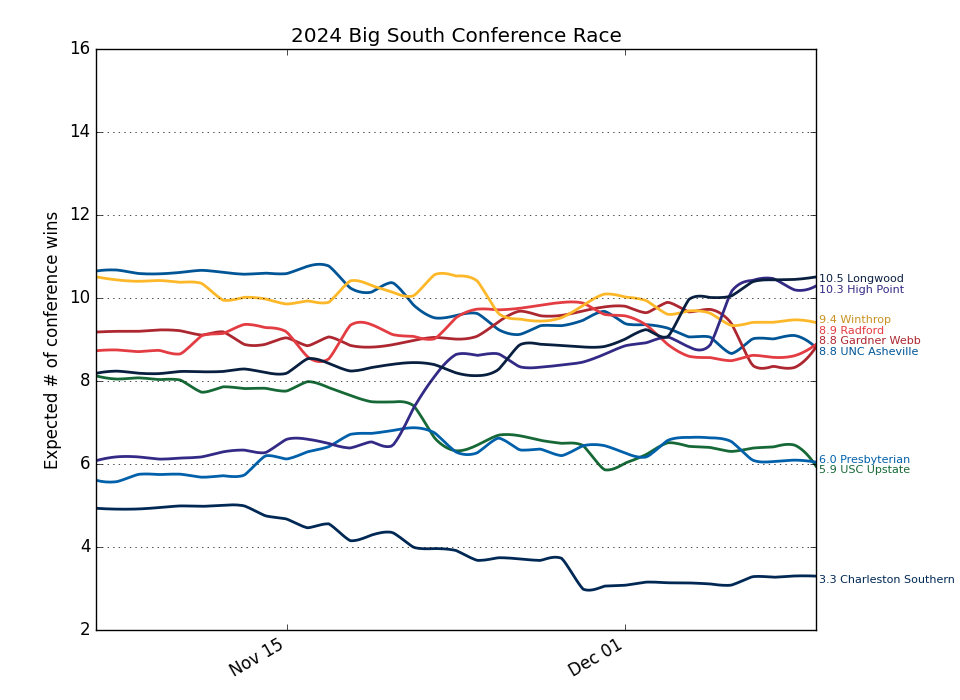 2024 Big South Conference Race
Expected # of conference wins
16
14
12
10
8
6
4
2
Nov 15
Dec 01
10.5 Longwood
10.3 High Point
9.4 Winthrop
8.9 Radford
8.8 Gardner Webb
8.8 UNC Asheville
6.0 Presbyterian
5.9 USC Upstate
3.3 Charleston Southern